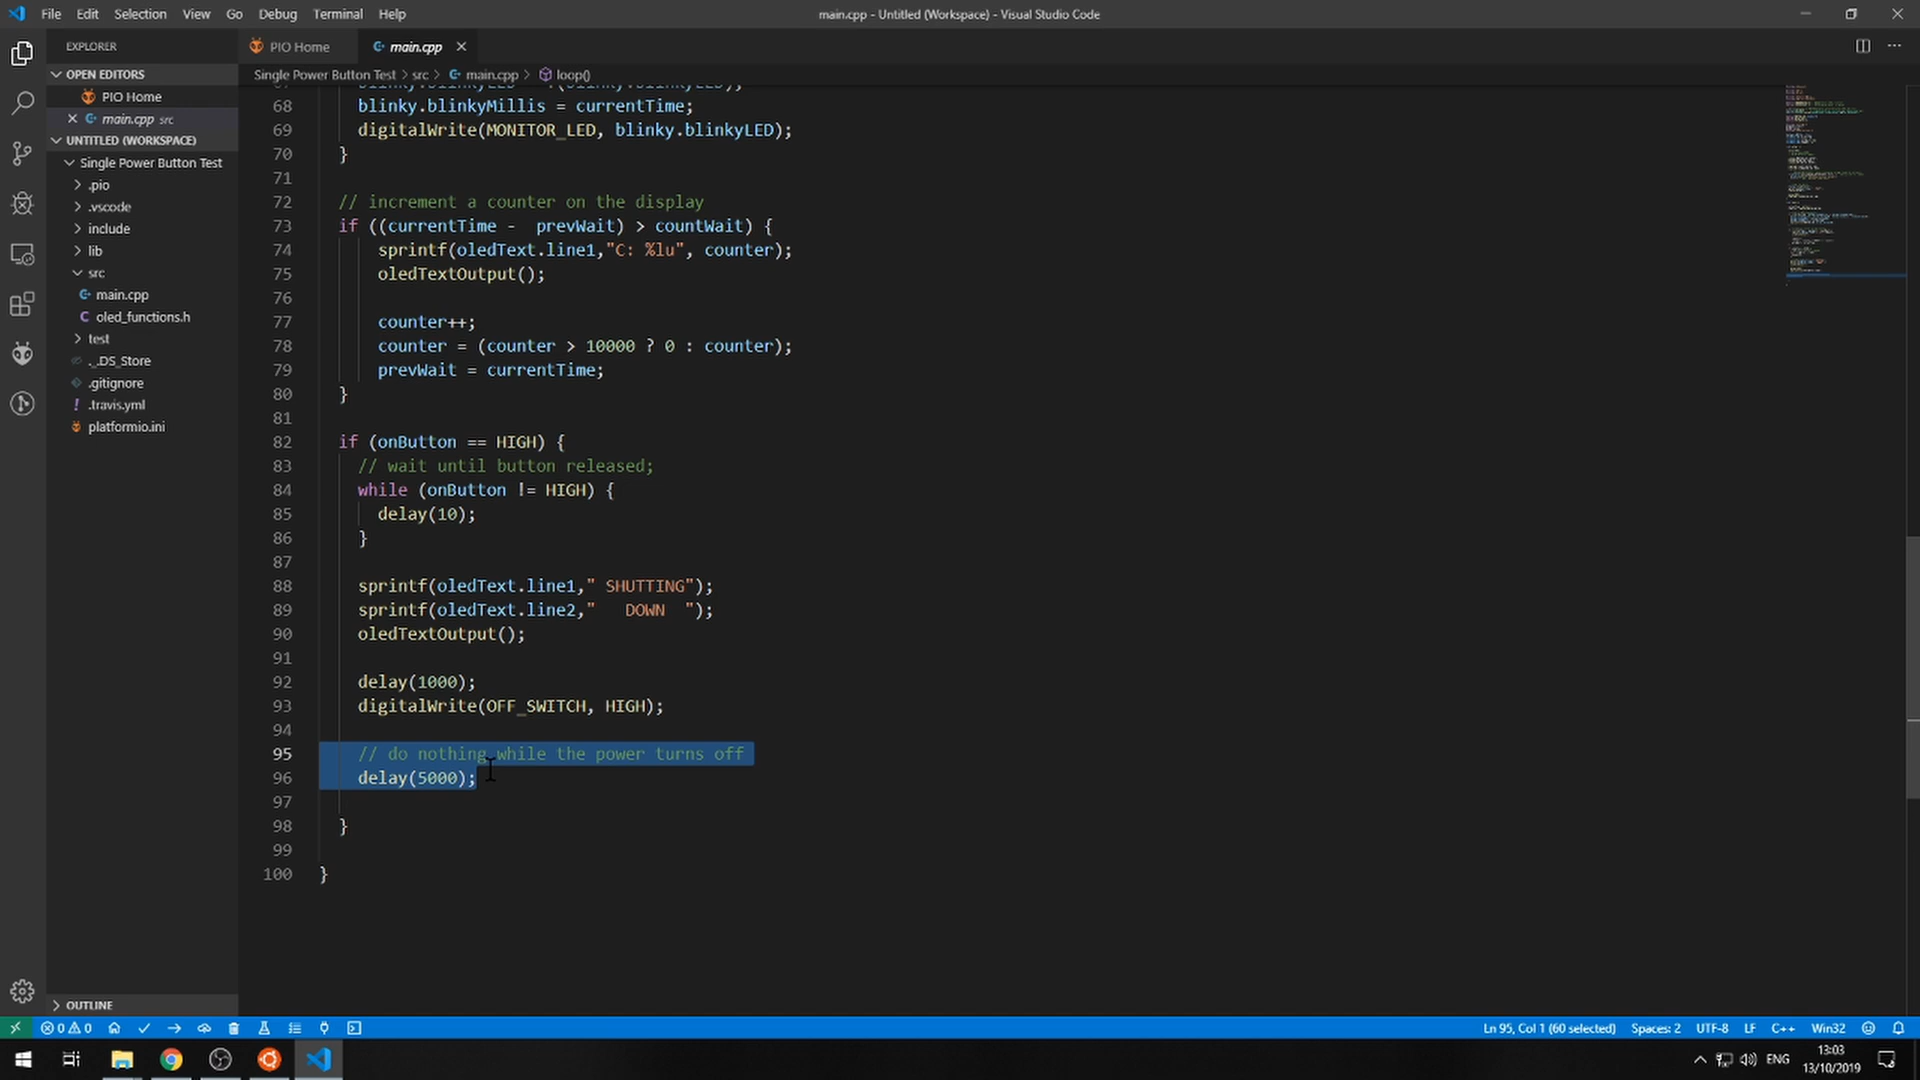 File Edit Selection View Go Debug Terminal Help
main.cpp - Untitled (Workspace) - Visual Studio Code
EXPLORER
PIO Home
main.cpp
OPEN EDITORS
PIO Home
main.cpp src
UNTITLED (WORKSPACE)
Single Power Button Test
.pio
.vscode
include
lib
src
main.cpp
oled_functions.h
test
._.DS_Store
.gitignore
.travis.yml
platformio.ini
OUTLINE
Single Power Button Test > src > main.cpp > loop()
68 blinky.blinkyMillis = currentTime;
69 digitalWrite(MONITOR_LED, blinky.blinkyLED);
70 }
71
72 // increment a counter on the display
73 if ((currentTime -  prevWait) > countWait) {
74 sprintf(oledText.line1,"C: %lu", counter);
75 oledTextOutput();
76
77 counter++;
78 counter = (counter > 10000 ? 0 : counter);
79 prevWait = currentTime;
80 }
81
82 if (onButton == HIGH) {
83 // wait until button released;
84 while (onButton != HIGH) {
85 delay(10);
86 }
87
88 sprintf(oledText.line1," SHUTTING");
89 sprintf(oledText.line2,"   DOWN  ");
90 oledTextOutput();
91
92 delay(1000);
93 digitalWrite(OFF_SWITCH, HIGH);
94
95 // do nothing while the power turns off
96 delay(5000);
97
98 }
99
100 }
0 0
Ln 95, Col 1 (60 selected) Spaces: 2 UTF-8 LF C++ Win32
ENG
13:03
13/10/2019